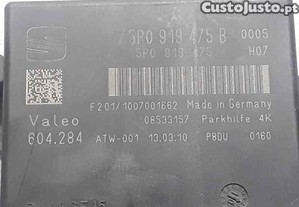 CustoJusto.pt
5P0 919 475 B 0005
5P0 919 475 H07
F201/1007001662 Made in Germany
Valeo 08533157 Parkhilfe 4K
604.284 ATW-001 13.03.10 P8DU 0160